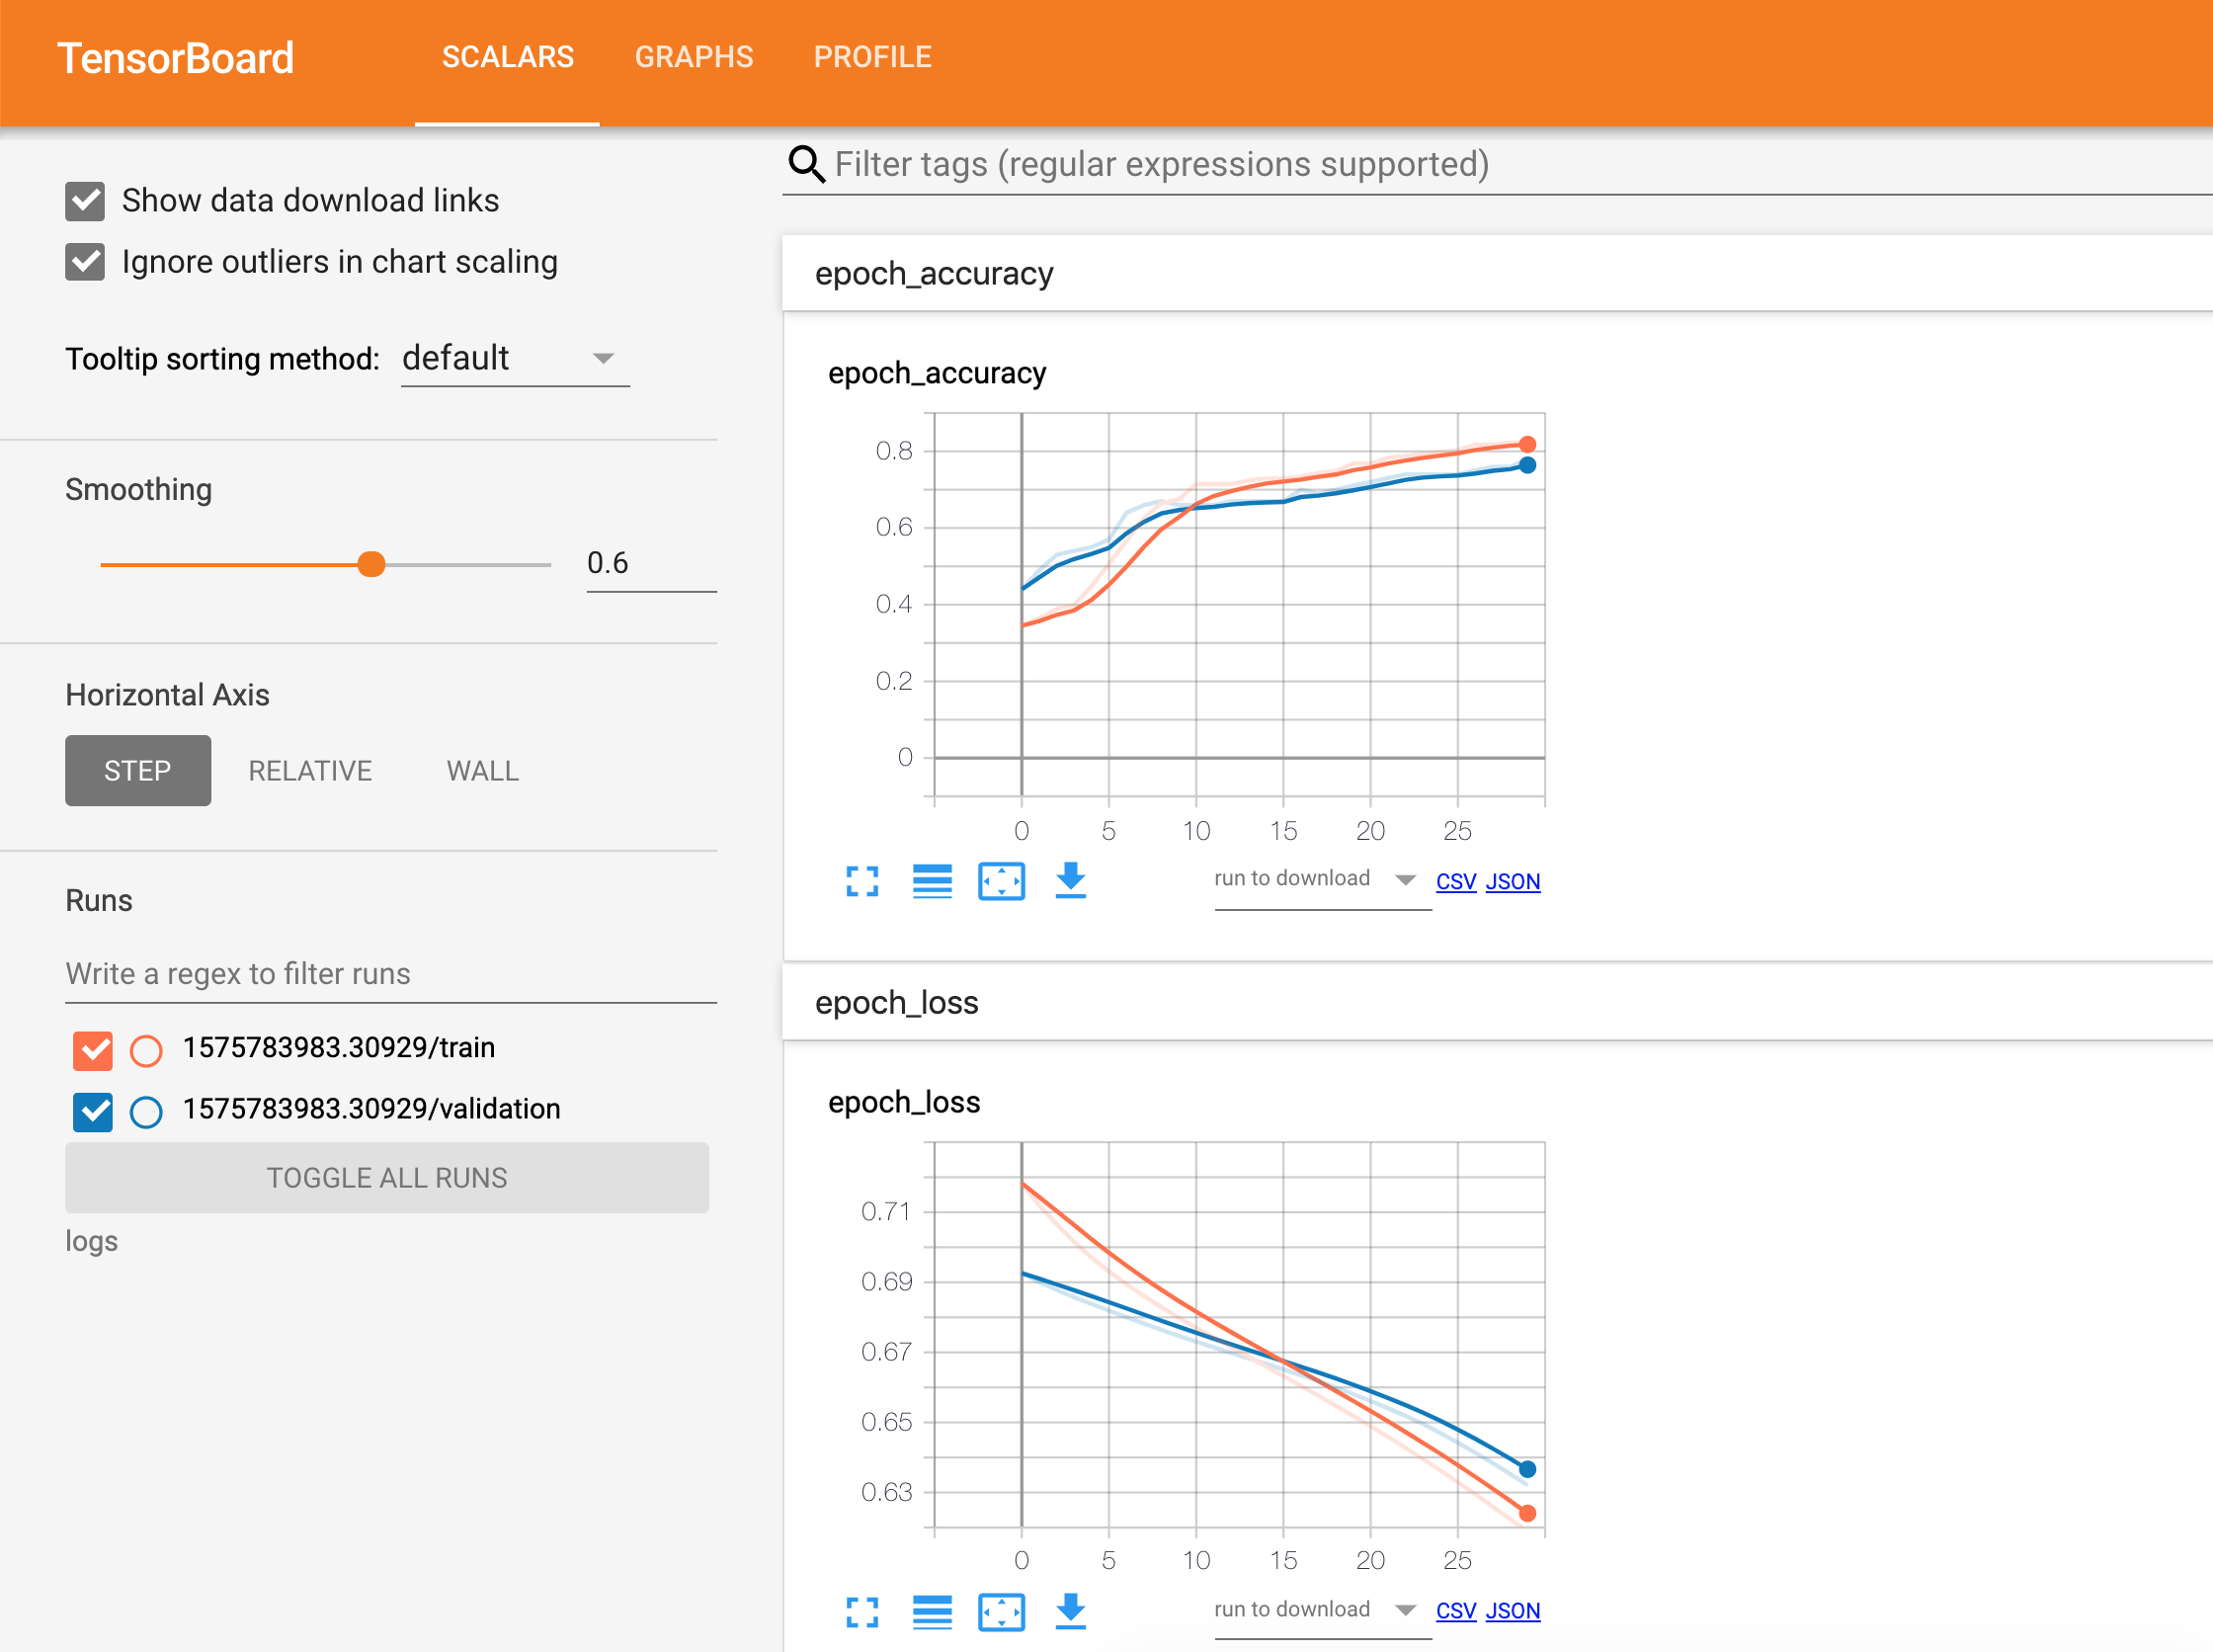 TensorBoard SCALARS GRAPHS PROFILE
Show data download links
Ignore outliers in chart scaling
Tooltip sorting method: default
Smoothing
0.6
Horizontal Axis
STEP RELATIVE WALL
Runs
Write a regex to filter runs
1575783983.30929/train
1575783983.30929/validation
TOGGLE ALL RUNS
logs
Filter tags (regular expressions supported)
epoch_accuracy
epoch_accuracy
0.8
0.6
0.4
0.2
0
0 5 10 15 20 25
run to download CSV JSON
epoch_loss
epoch_loss
0.71
0.69
0.67
0.65
0.63
0 5 10 15 20 25
run to download CSV JSON